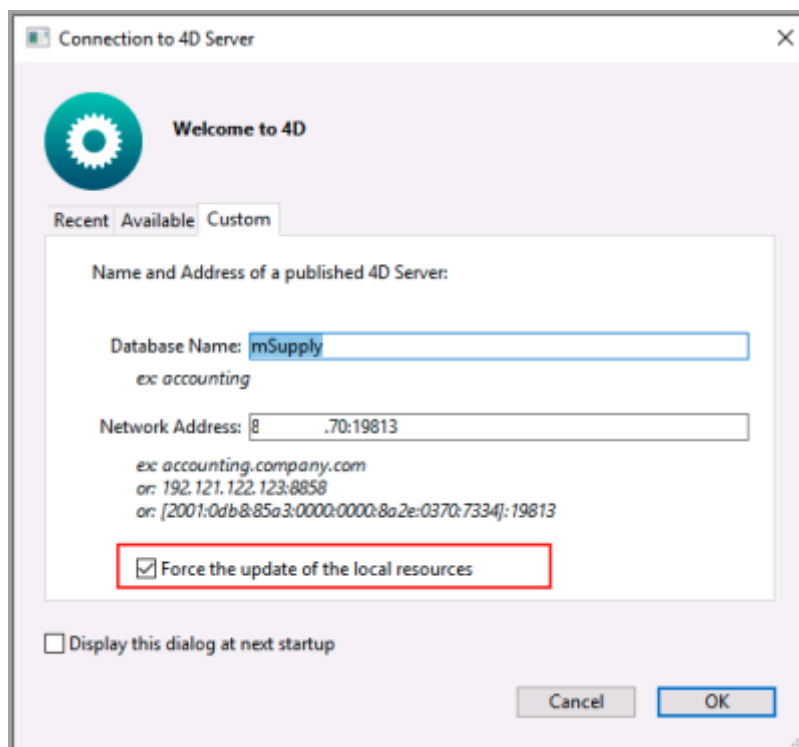 Connection to 4D Server
Welcome to 4D
Recent Available Custom
Name and Address of a published 4D Server:
Database Name: mSupply
ex: accounting
Network Address: 8 .70:19813
ex: accounting.company.com
or: 192.121.122.123:8858
or: [2001:0db8:85a3:0000:0000:8a2e:0370:7334]:19813
Force the update of the local resources
Display this dialog at next startup
Cancel OK